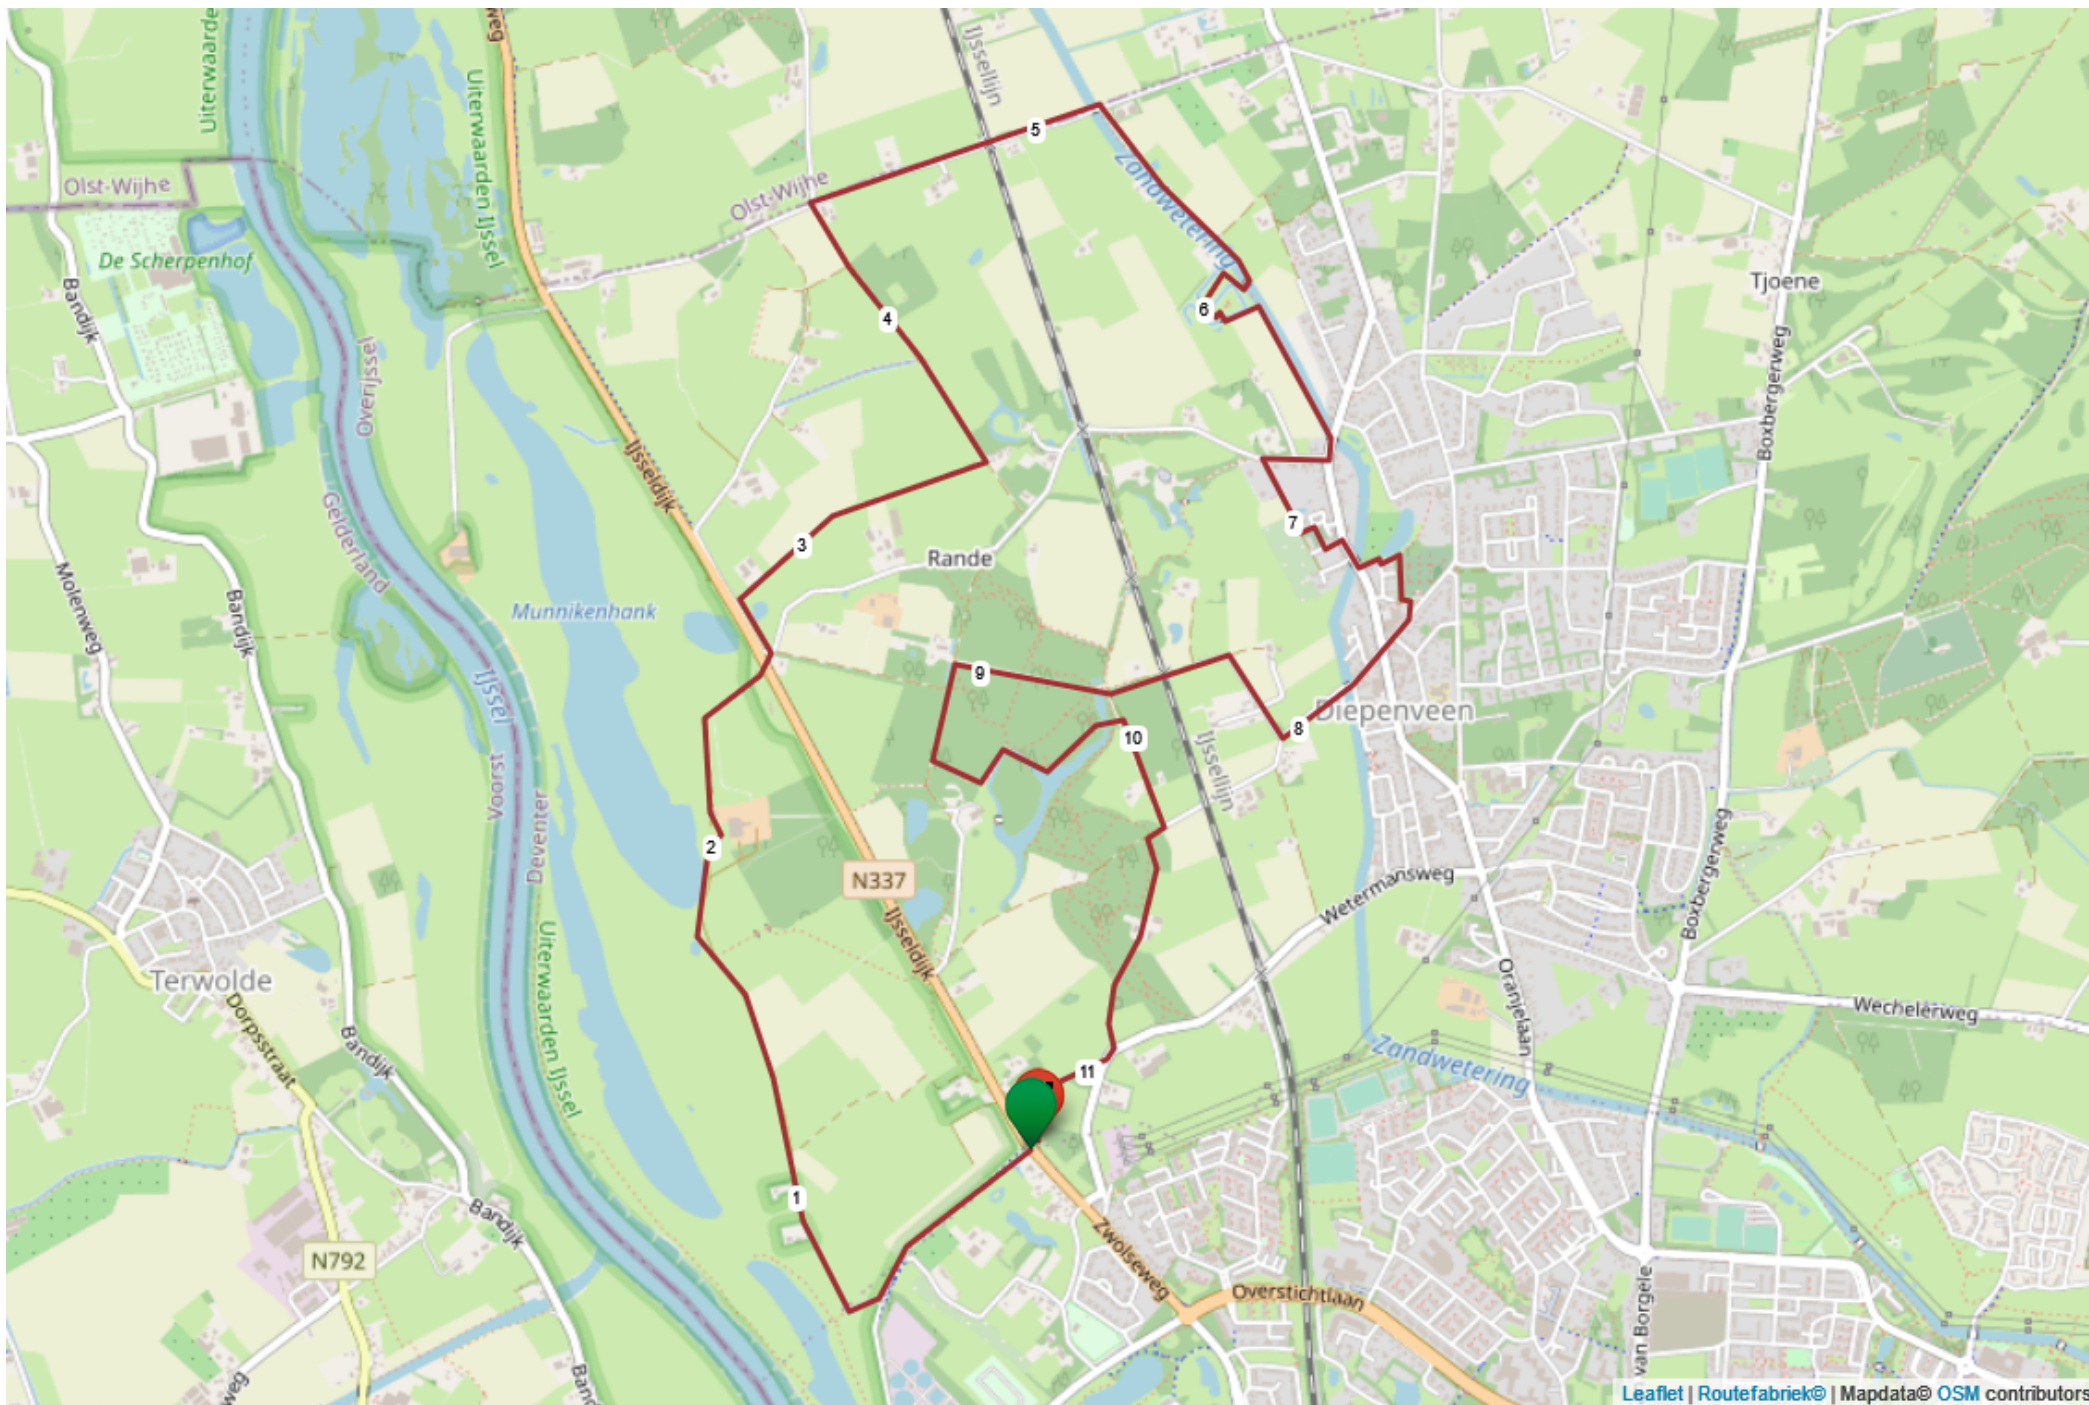 weg
IJssellijn
Uiterwaarde
Uiterwaarden IJssel
5
Zandwetering
Olst-Wijhe
Olst-Wijhe
De Scherpenhof
Tjoene
Bandijk
6
4
Overijssel
Boxbergerweg
IJsseldijk
Gelderland
7
3
Rande
Molenweg
Bandijk
Munnikenhank
9
IJssel
Diepenveen
8
10
IJssellijn
Voorst
Deventer
2
Boxbergerweg
N337
Wetermansweg
IJsseldijk
Uiterwaarden IJssel
Terwolde
Oranjelaan
Dorpsstraat
Wechelerweg
Bandijk
Zandwetering
11
1
Bandijk
Zwolseweg
N792
Overstichtlaan
van Borgele
Band
weg
Leaflet | Routefabriek© | Mapdata© OSM contributors